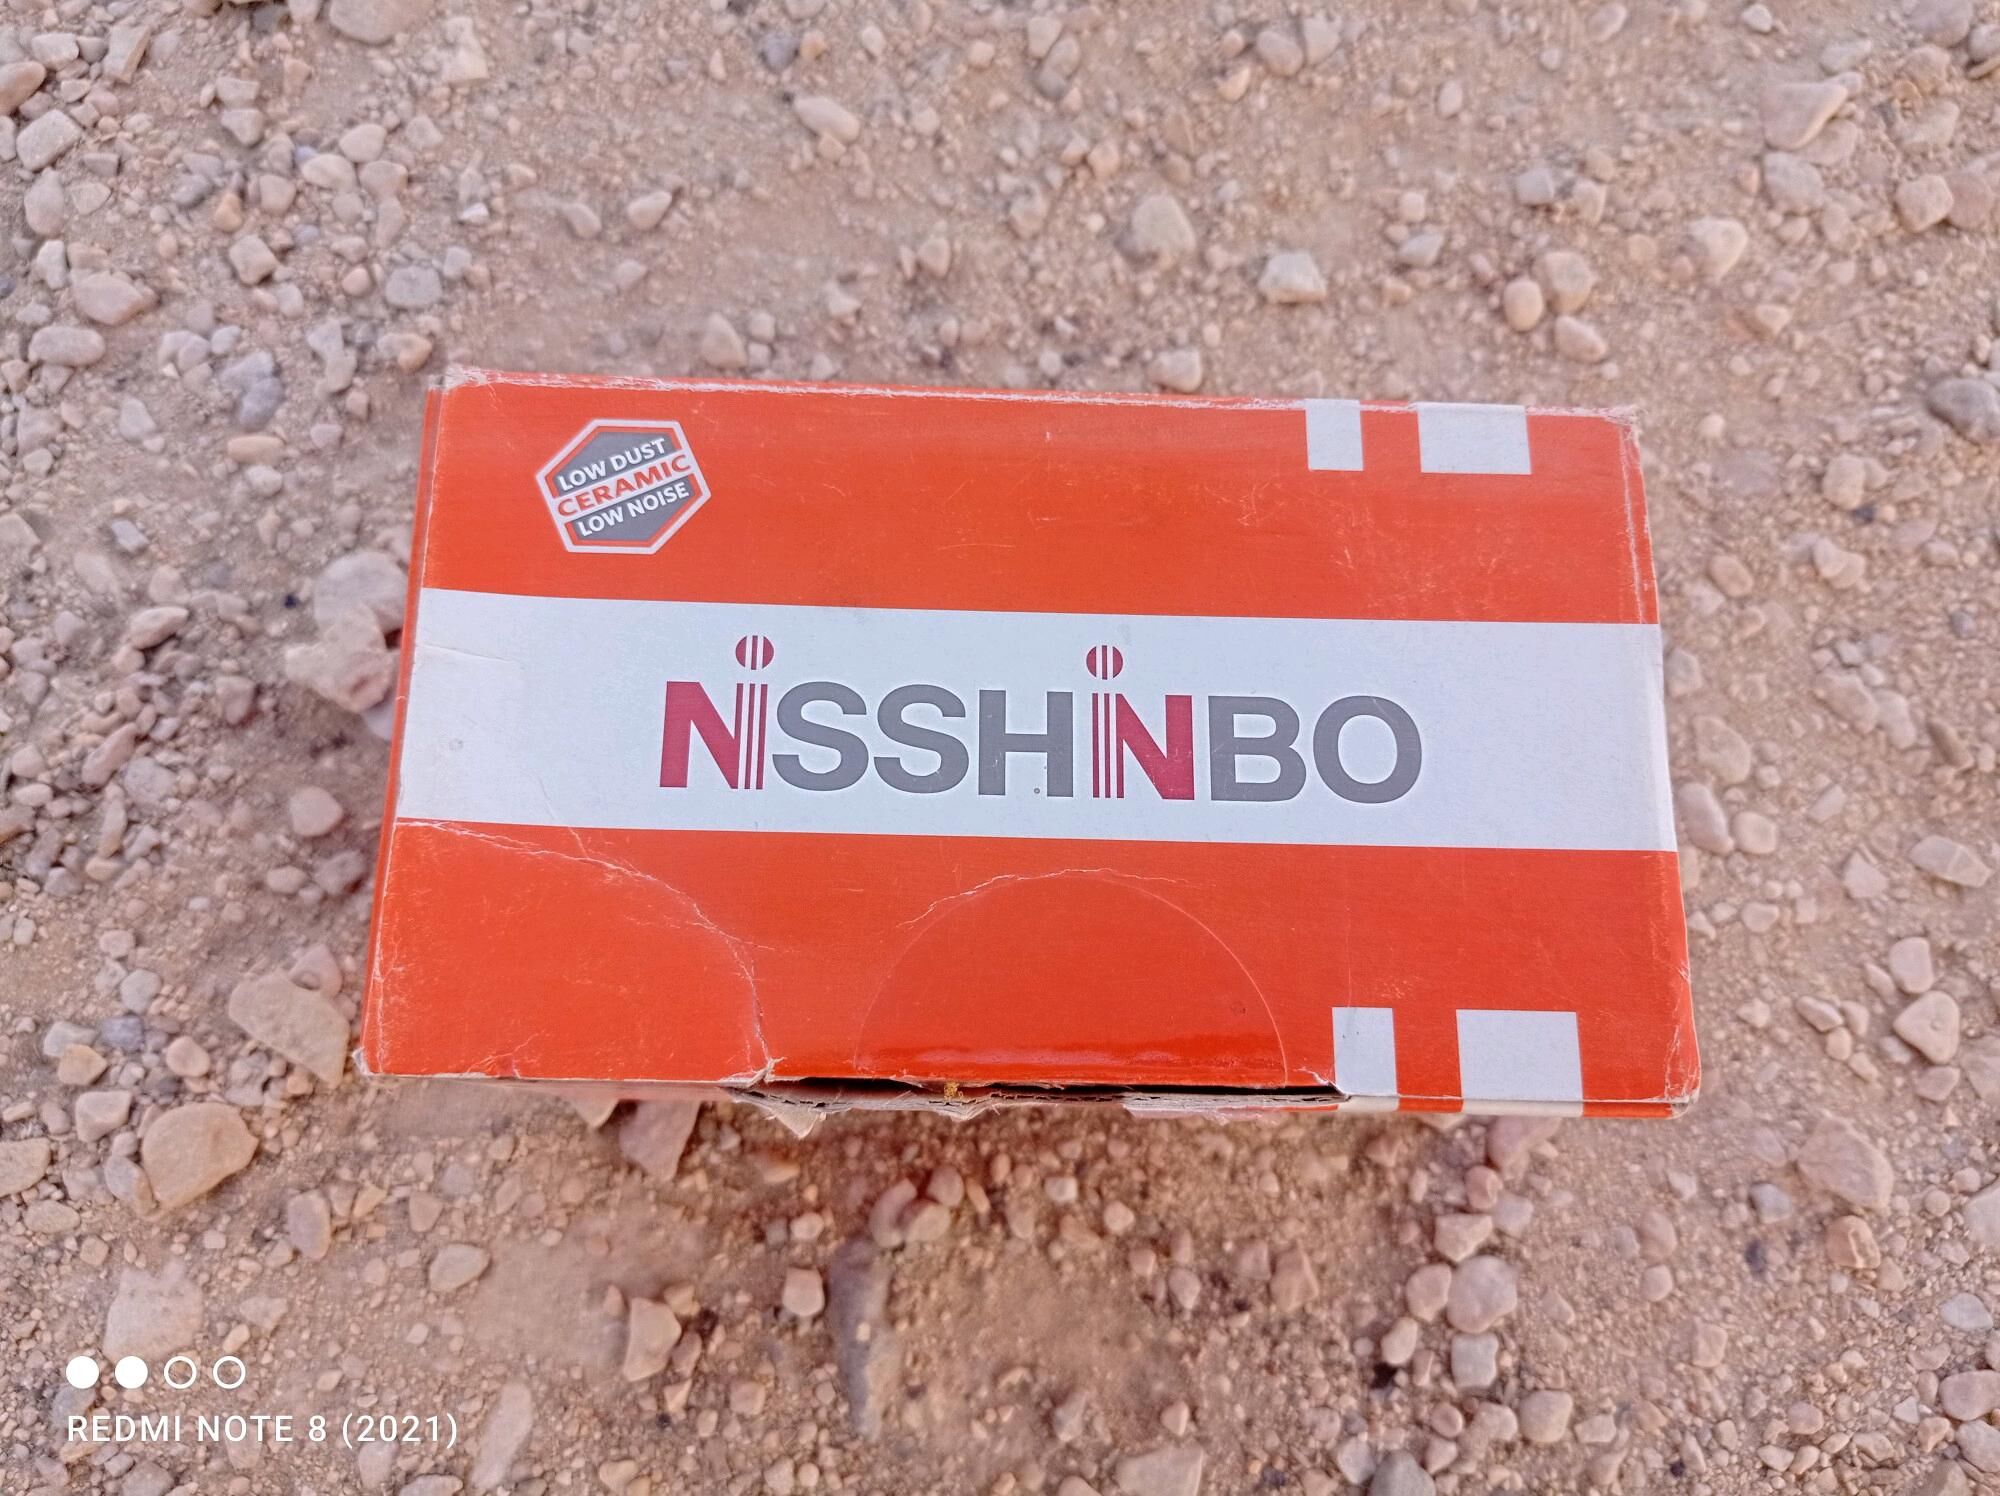 LOW DUST
CERAMIC
LOW NOISE
NiSSHiNBO
REDMI NOTE 8 (2021)